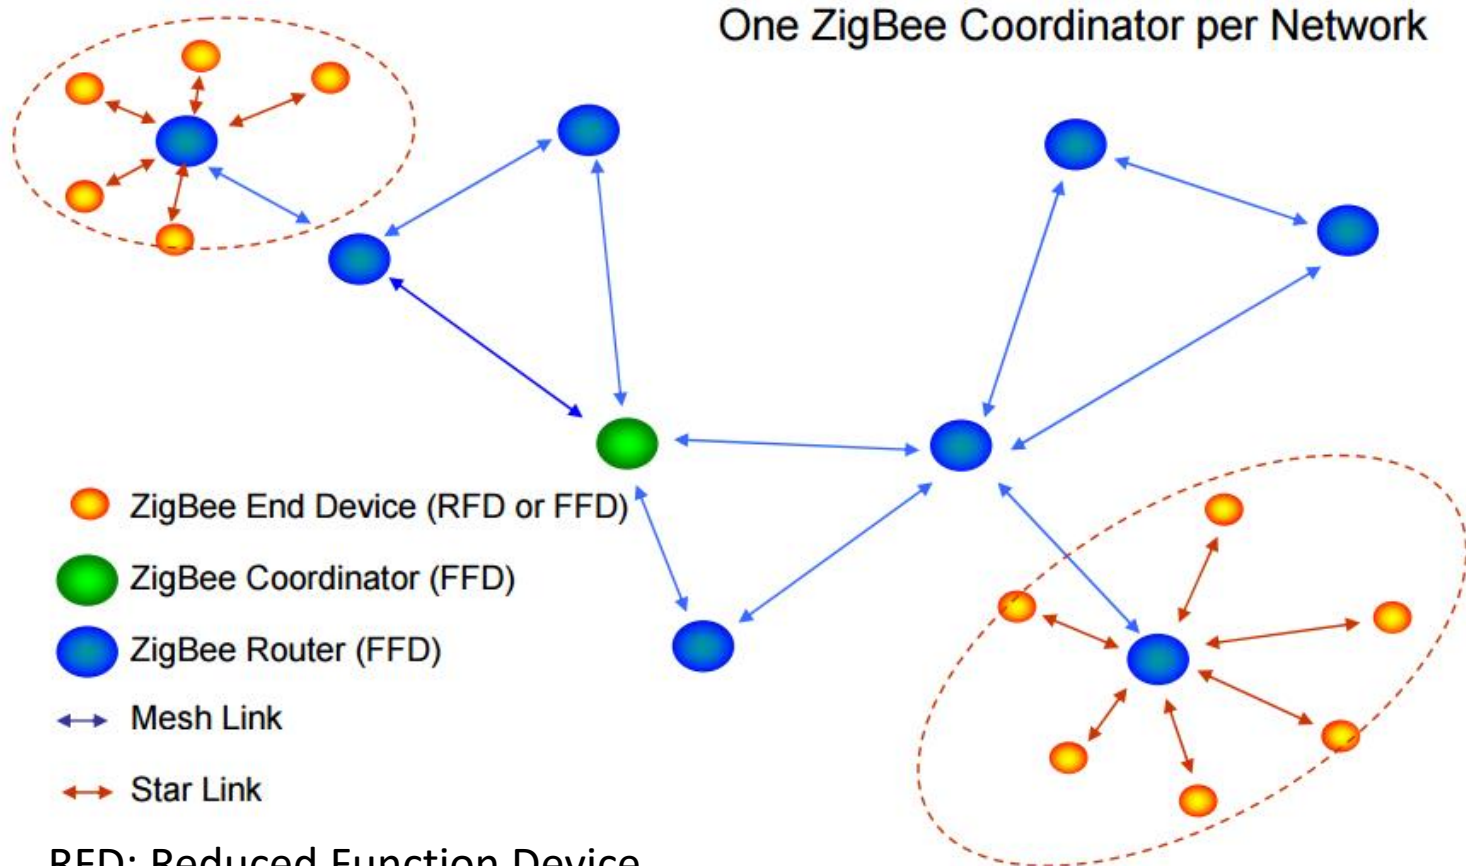 One ZigBee Coordinator per Network
ZigBee End Device (RFD or FFD)
ZigBee Coordinator (FFD)
ZigBee Router (FFD)
Mesh Link
Star Link
RFD: Reduced Function Device